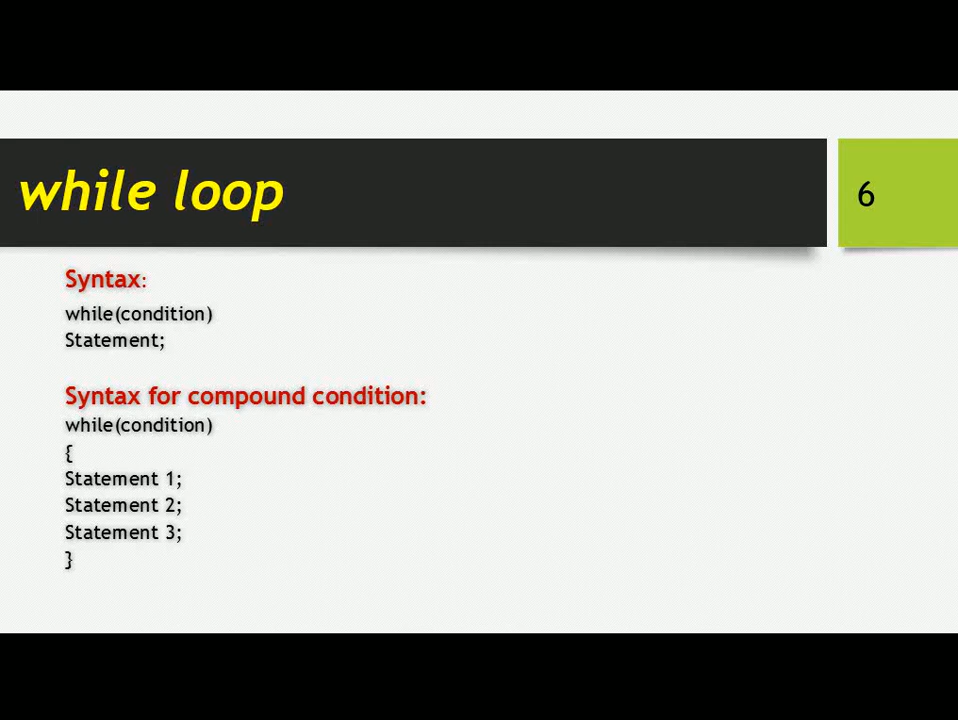 while loop
6
Syntax:
while(condition)
Statement;
Syntax for compound condition:
while(condition)
{
Statement 1;
Statement 2;
Statement 3;
}